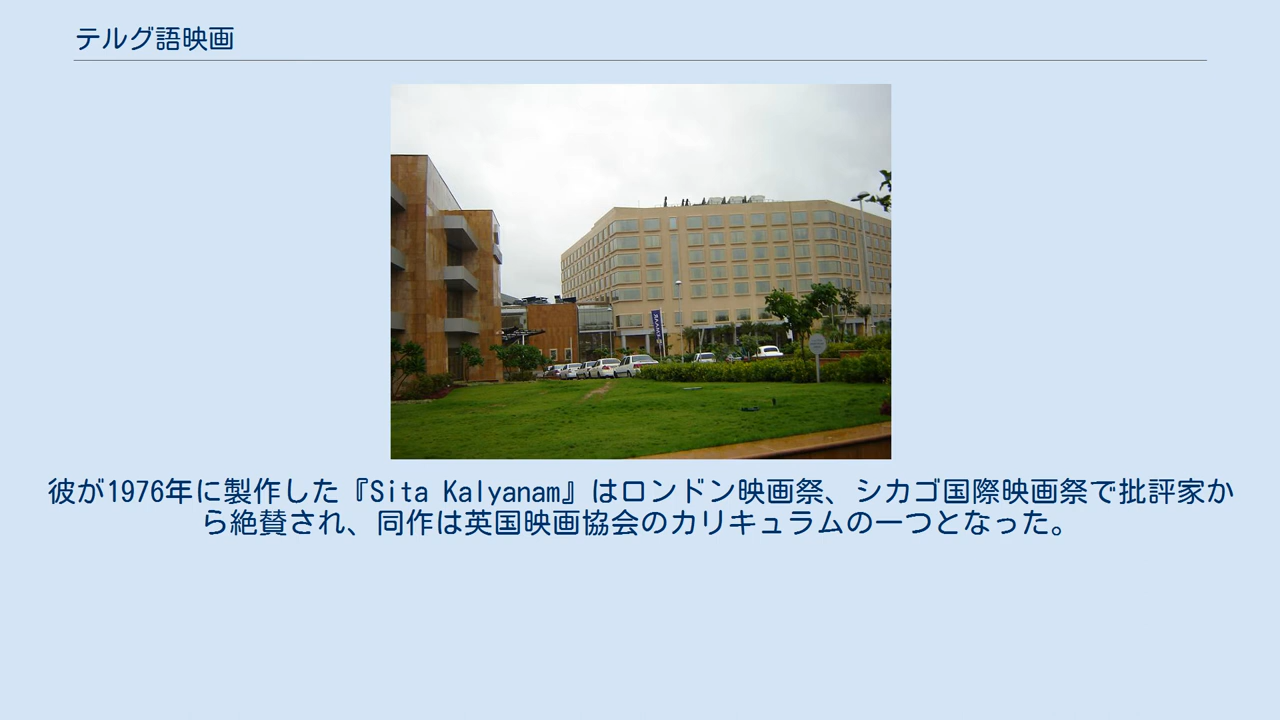 テルグ語映画
彼が1976年に製作した『Sita Kalyanam』はロンドン映画祭、シカゴ国際映画祭で批評家か
ら絶賛され、同作は英国映画協会のカリキュラムの一つとなった。